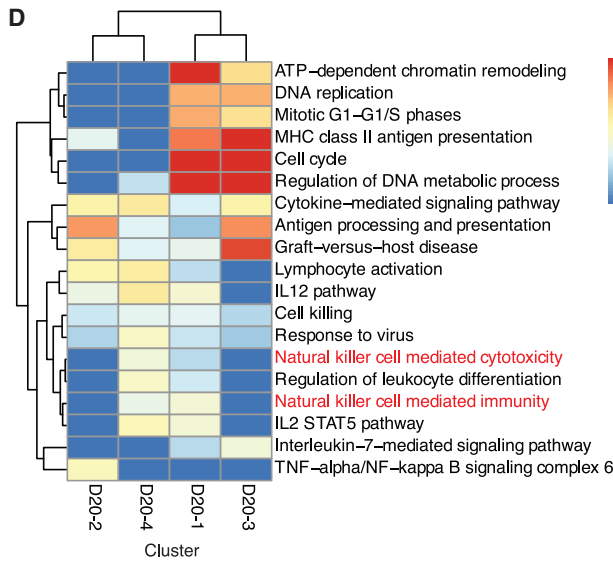 D
ATP-dependent chromatin remodeling
DNA replication
Mitotic G1-G1/S phases
MHC class II antigen presentation
Cell cycle
Regulation of DNA metabolic process
Cytokine-mediated signaling pathway
Antigen processing and presentation
Graft-versus-host disease
Lymphocyte activation
IL12 pathway
Cell killing
Response to virus
Natural killer cell mediated cytotoxicity
Regulation of leukocyte differentiation
Natural killer cell mediated immunity
IL2 STAT5 pathway
Interleukin-7-mediated signaling pathway
TNF-alpha/NF-kappa B signaling complex 6
D20-2
D20-4
D20-1
D20-3
Cluster